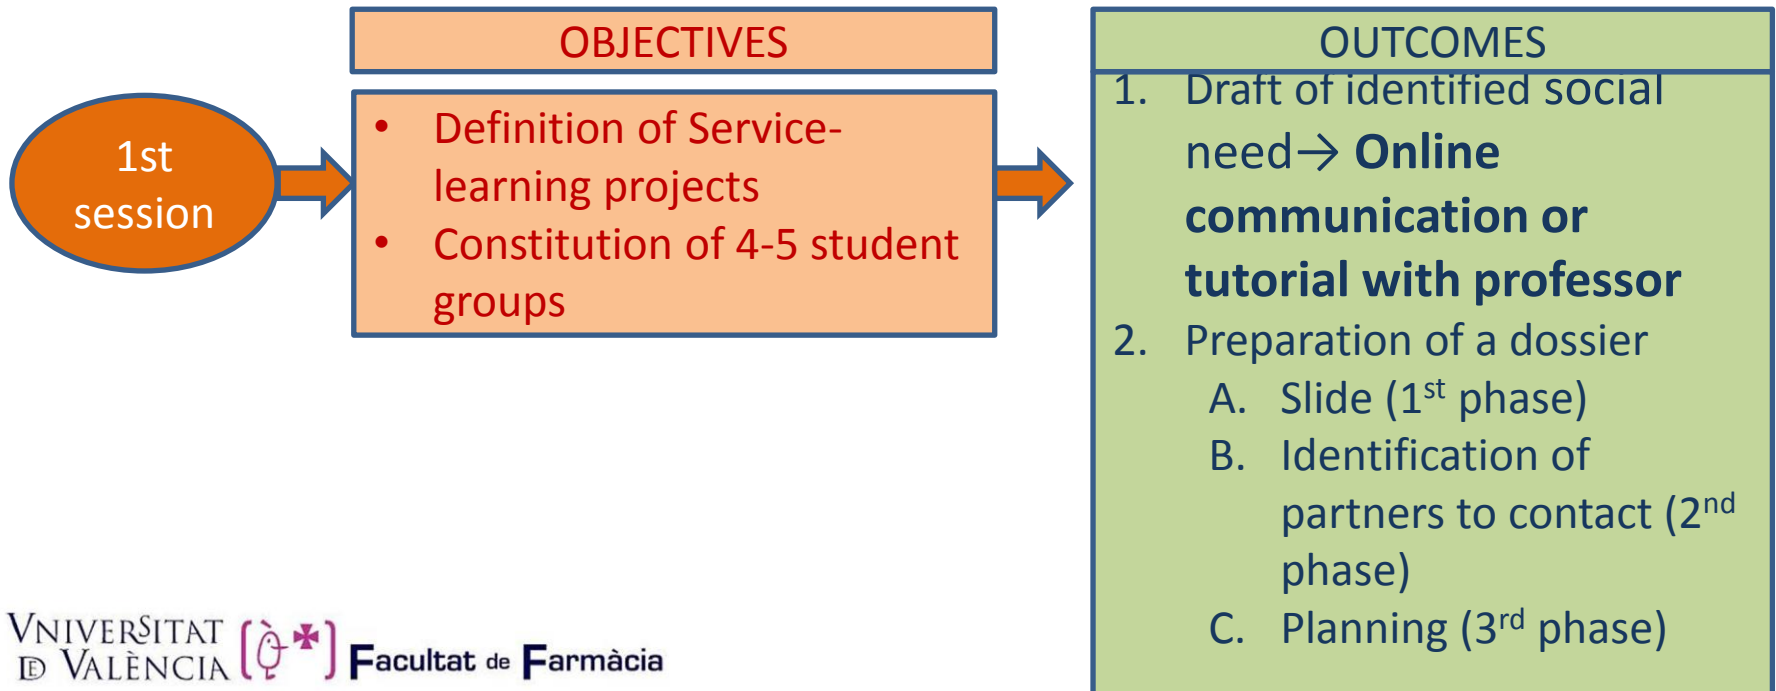 1st
session
OBJECTIVES
• Definition of Service-
learning projects
• Constitution of 4-5 student
groups
OUTCOMES
1. Draft of identified social
need→ Online
communication or
tutorial with professor
2. Preparation of a dossier
A. Slide (1st phase)
B. Identification of
partners to contact (2nd
phase)
C. Planning (3rd phase)
VNIVERSITAT
ID VALÈNCIA
Facultat de Farmàcia